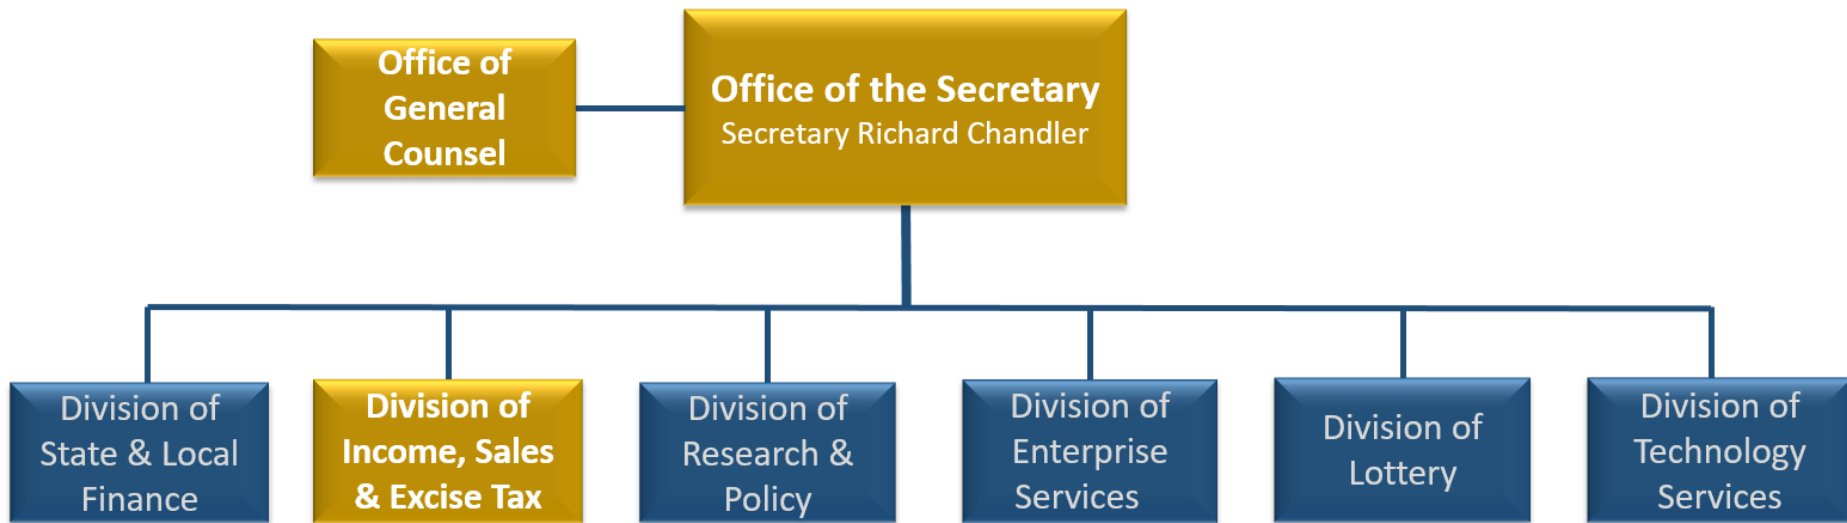 Office of
General
Counsel
Office of the Secretary
Secretary Richard Chandler
Division of
State & Local
Finance
Division of
Income, Sales
& Excise Tax
Division of
Research &
Policy
Division of
Enterprise
Services
Division of
Lottery
Division of
Technology
Services